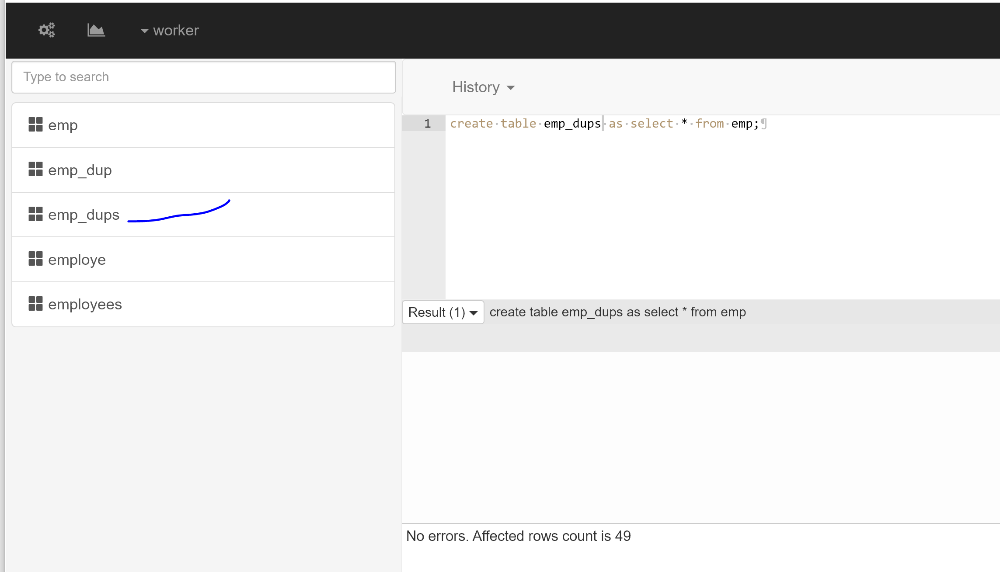 worker
Type to search
emp
emp_dup
emp_dups
employe
employees
History
1 create table emp_dups as select * from emp;¶
Result (1) create table emp_dups as select * from emp
No errors. Affected rows count is 49